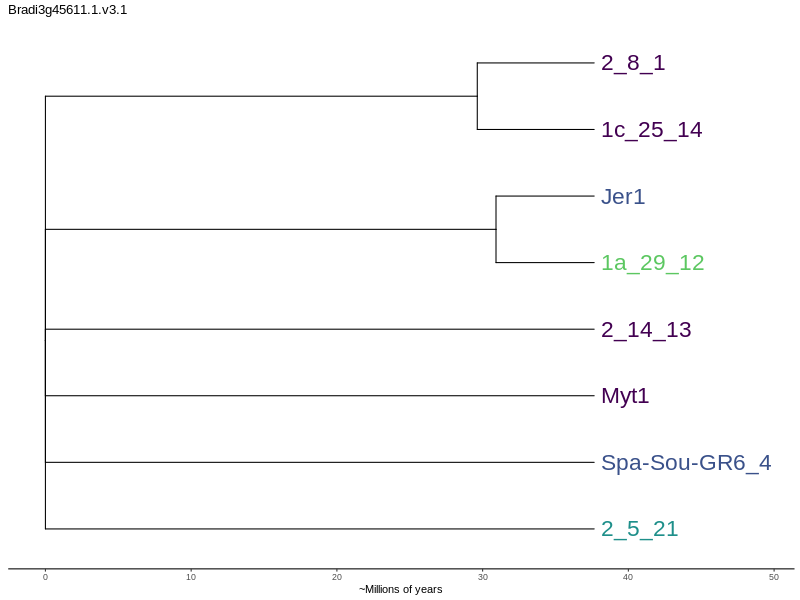 Bradi3g45611.1.v3.1
2_8_1
1c_25_14
Jer1
1a_29_12
2_14_13
Myt1
Spa-Sou-GR6_4
2_5_21
0 10 20 30 40 50
~Millions of years